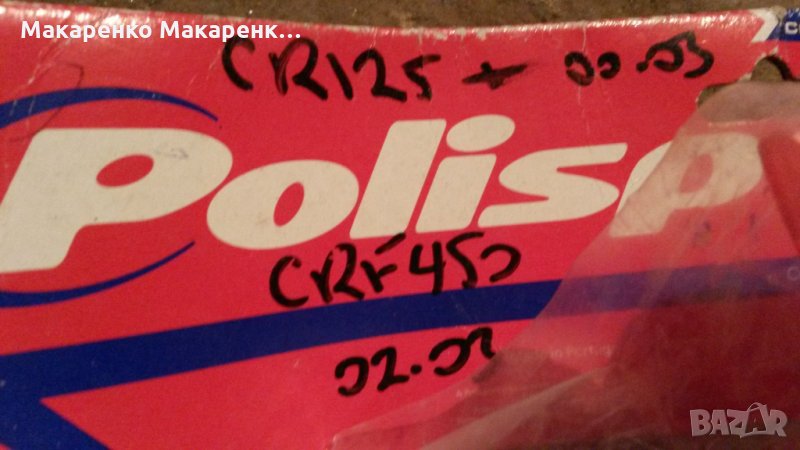 Макаренко Макаренк...
CR125 + 00.03
Polisp
CRF450
02.03
BAZAR